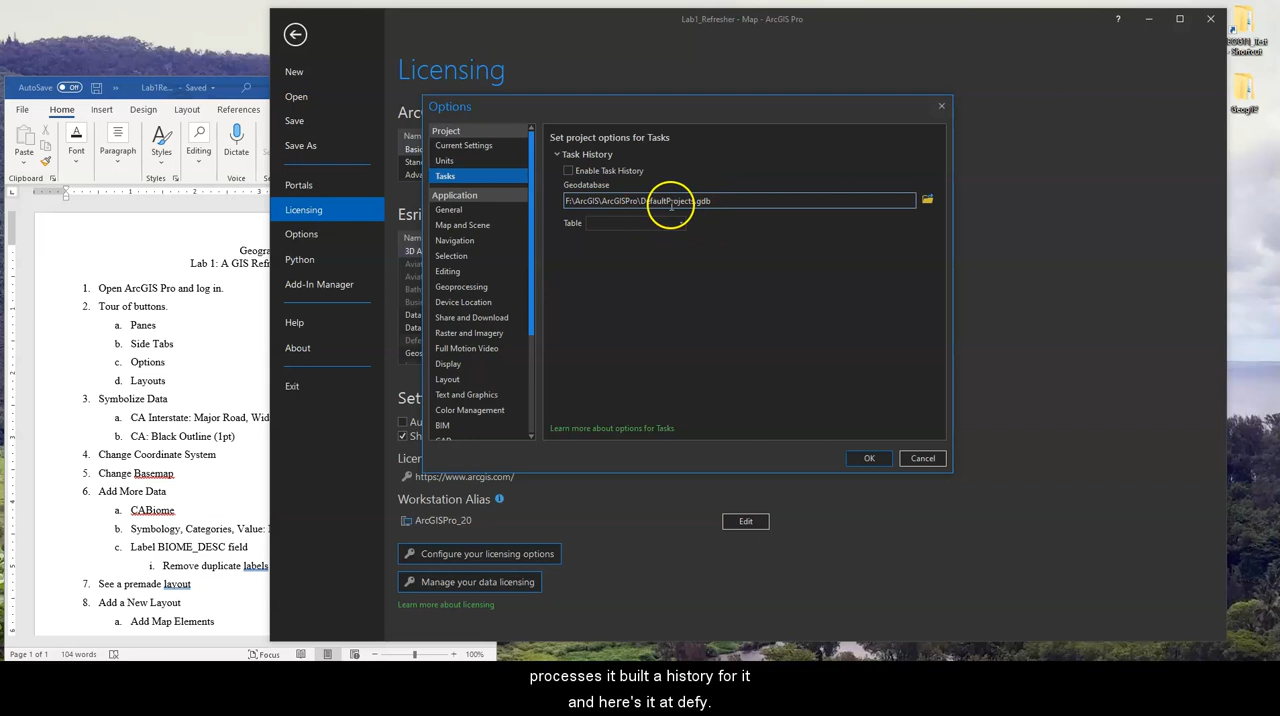 Lab1_Refresher - Map - ArcGIS Pro
?
AutoSave Off Lab1Re... - Saved
File Home Insert Design Layout References
Paste Font Paragraph Styles Editing Dictate
Clipboard Styles Voice
Lab 1: A GIS Refr
1. Open ArcGIS Pro and log in.
2. Tour of buttons.
a. Panes
b. Side Tabs
c. Options
d. Layouts
3. Symbolize Data
a. CA Interstate: Major Road, Wid
b. CA: Black Outline (1pt)
4. Change Coordinate System
5. Change Basemap
6. Add More Data
a. CABiome
b. Symbology, Categories, Value:
c. Label BIOME_DESC field
i. Remove duplicate labels
7. See a premade layout
8. Add a New Layout
a. Add Map Elements
Page 1 of 1 104 words Focus 100%
New
Open
Save
Save As
Portals
Licensing
Options
Python
Add-In Manager
Help
About
Exit
Licensing
Options
Project
Current Settings
Units
Tasks
Application
General
Map and Scene
Navigation
Selection
Editing
Geoprocessing
Device Location
Share and Download
Raster and Imagery
Full Motion Video
Display
Layout
Text and Graphics
Color Management
BIM
Set project options for Tasks
Task History
Enable Task History
Geodatabase
F:\ArcGIS\ArcGISPro\DefaultProjects.gdb
Table
Learn more about options for Tasks
OK Cancel
https://www.arcgis.com/
Workstation Alias
ArcGISPro_20
Edit
Configure your licensing options
Manage your data licensing
Learn more about licensing
processes it built a history for it
and here's it at defy.